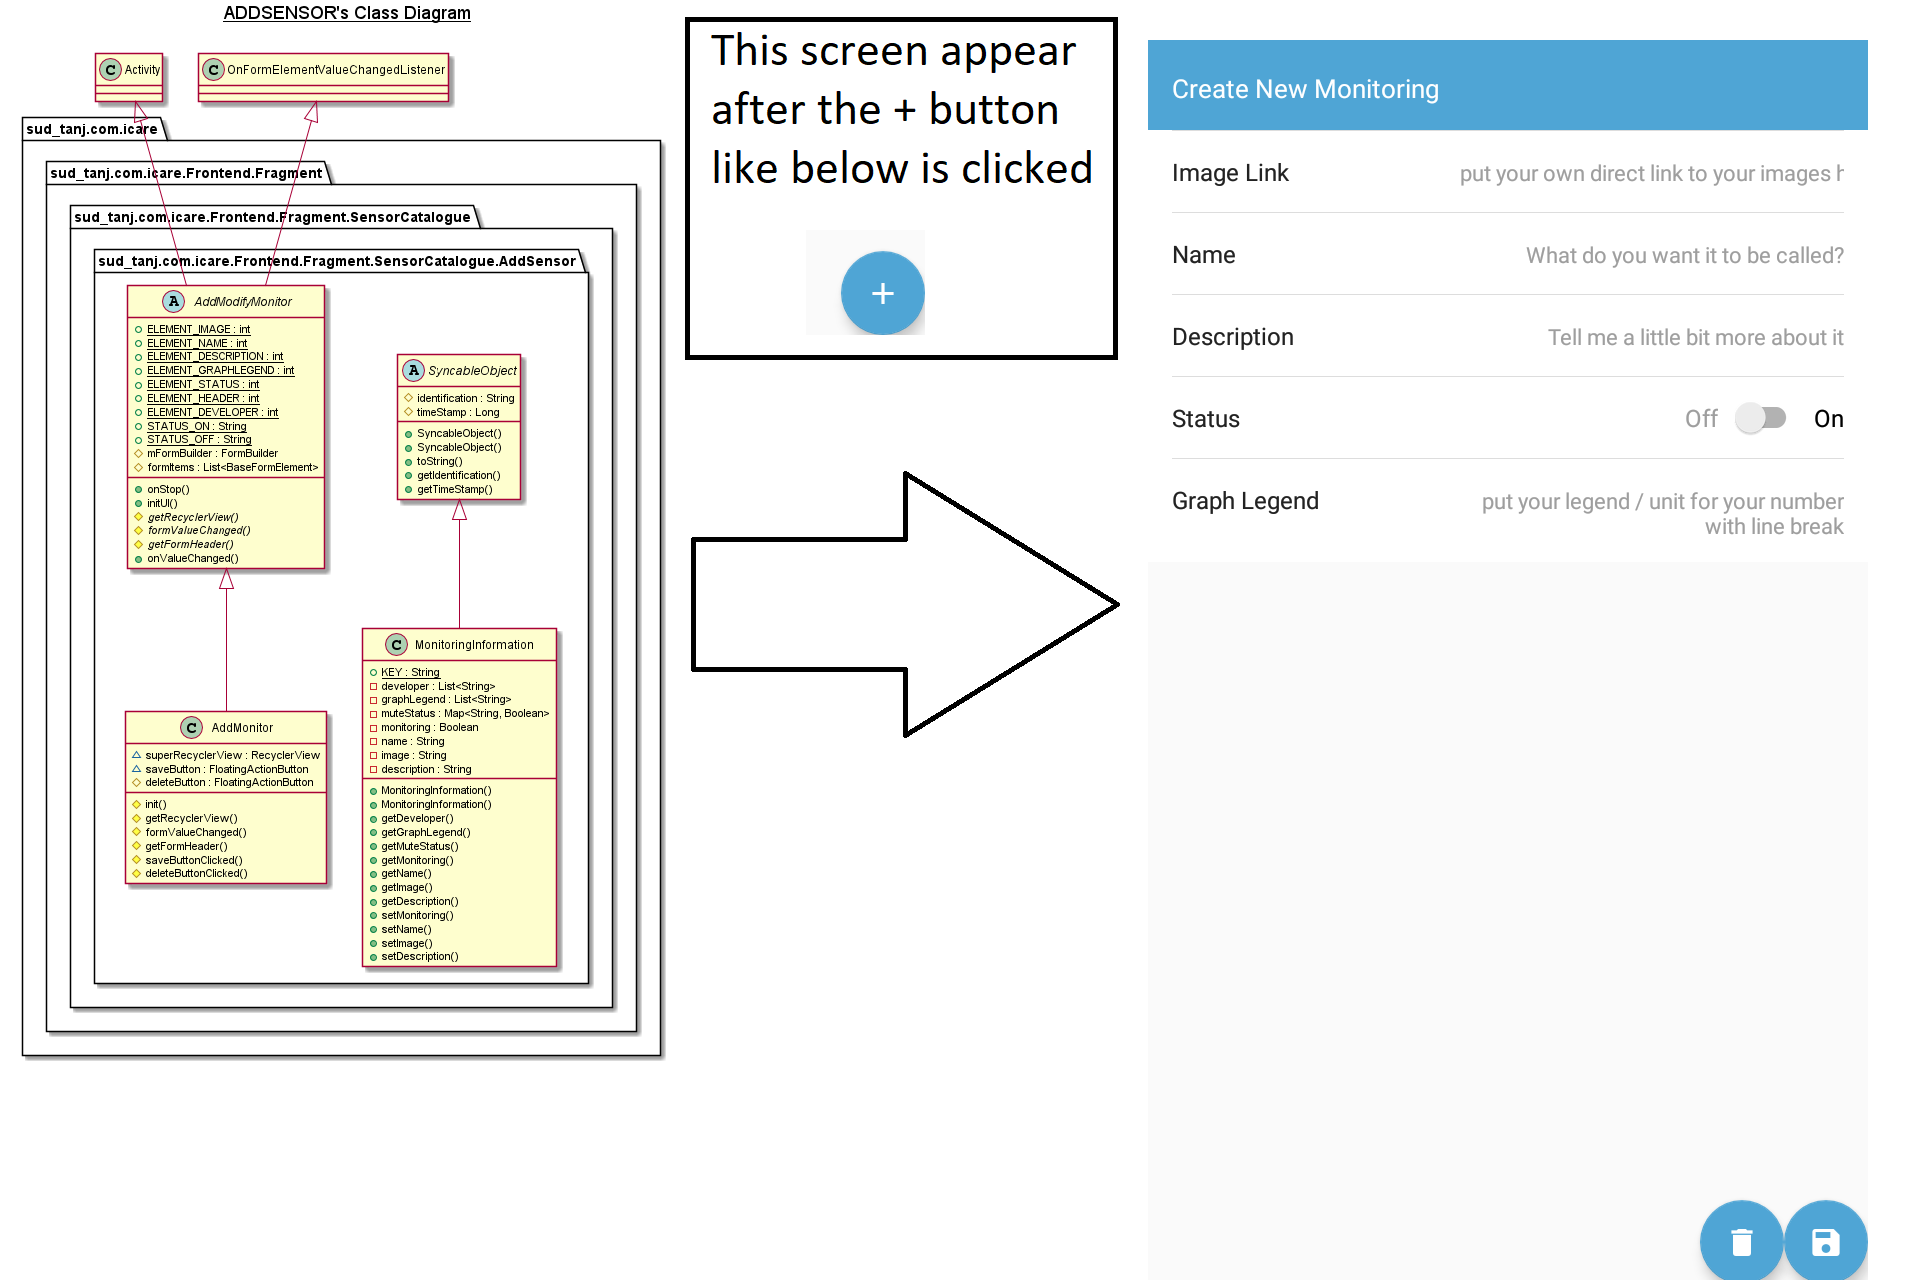 ADDSENSOR's Class Diagram
C Activity
C OnFormElementValueChangedListener
sud_tanj.com.icare
sud_tanj.com.icare.Frontend.Fragment
sud_tanj.com.icare.Frontend.Fragment.SensorCatalogue
sud_tanj.com.icare.Frontend.Fragment.SensorCatalogue.AddSensor
A AddModifyMonitor
ELEMENT_IMAGE : int
ELEMENT_NAME : int
ELEMENT_DESCRIPTION : int
ELEMENT_GRAPHLEGEND : int
ELEMENT_STATUS : int
ELEMENT_HEADER : int
ELEMENT_DEVELOPER : int
STATUS_ON : String
STATUS_OFF : String
mFormBuilder : FormBuilder
formItems : List<BaseFormElement>
onStop()
initUI()
getRecyclerView()
formValueChanged()
getFormHeader()
onValueChanged()
A SyncableObject
identification : String
timeStamp : Long
SyncableObject()
SyncableObject()
toString()
getIdentification()
getTimeStamp()
C AddMonitor
superRecyclerView : RecyclerView
saveButton : FloatingActionButton
deleteButton : FloatingActionButton
init()
getRecyclerView()
formValueChanged()
getFormHeader()
saveButtonClicked()
deleteButtonClicked()
C MonitoringInformation
KEY : String
developer : List<String>
graphLegend : List<String>
muteStatus : Map<String, Boolean>
monitoring : Boolean
name : String
image : String
description : String
MonitoringInformation()
MonitoringInformation()
getDeveloper()
getGraphLegend()
getMuteStatus()
getMonitoring()
getName()
getImage()
getDescription()
setMonitoring()
setName()
setImage()
setDescription()
This screen appear
after the + button
like below is clicked
+
Create New Monitoring
Image Link put your own direct link to your images h
Name What do you want it to be called?
Description Tell me a little bit more about it
Status Off On
Graph Legend put your legend / unit for your number
with line break